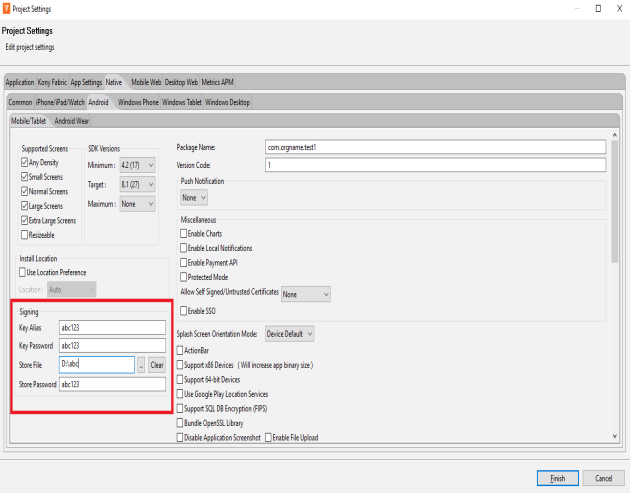 Project Settings
Project Settings
Edit project settings
Application Kony Fabric App Settings Native Mobile Web Desktop Web Metrics APM
Common iPhone/iPad/Watch Android Windows Phone Windows Tablet Windows Desktop
Mobile/Tablet Android Wear
Supported Screens
Any Density
Small Screens
Normal Screens
Large Screens
Extra Large Screens
Resizeable
SDK Versions
Minimum : 4.2 (17)
Target : 8.1 (27)
Maximum : None
Install Location
Use Location Preference
Location : Auto
Signing
Key Alias abc123
Key Password abc123
Store File D:\abc .. Clear
Store Password abc123
Package Name: com.orgname.test1
Version Code: 1
Push Notification
None
Miscellaneous
Enable Charts
Enable Local Notifications
Enable Payment API
Protected Mode
Allow Self Signed/Untrusted Certificates None
Enable SSO
Splash Screen Orientation Mode: Device Default
ActionBar
Support x86 Devices ( Will increase app binary size )
Support 64-bit Devices
Use Google Play Location Services
Support SQL DB Encryption (FIPS)
Bundle OpenSSL Library
Disable Application Screenshot Enable File Upload
Finish Cancel